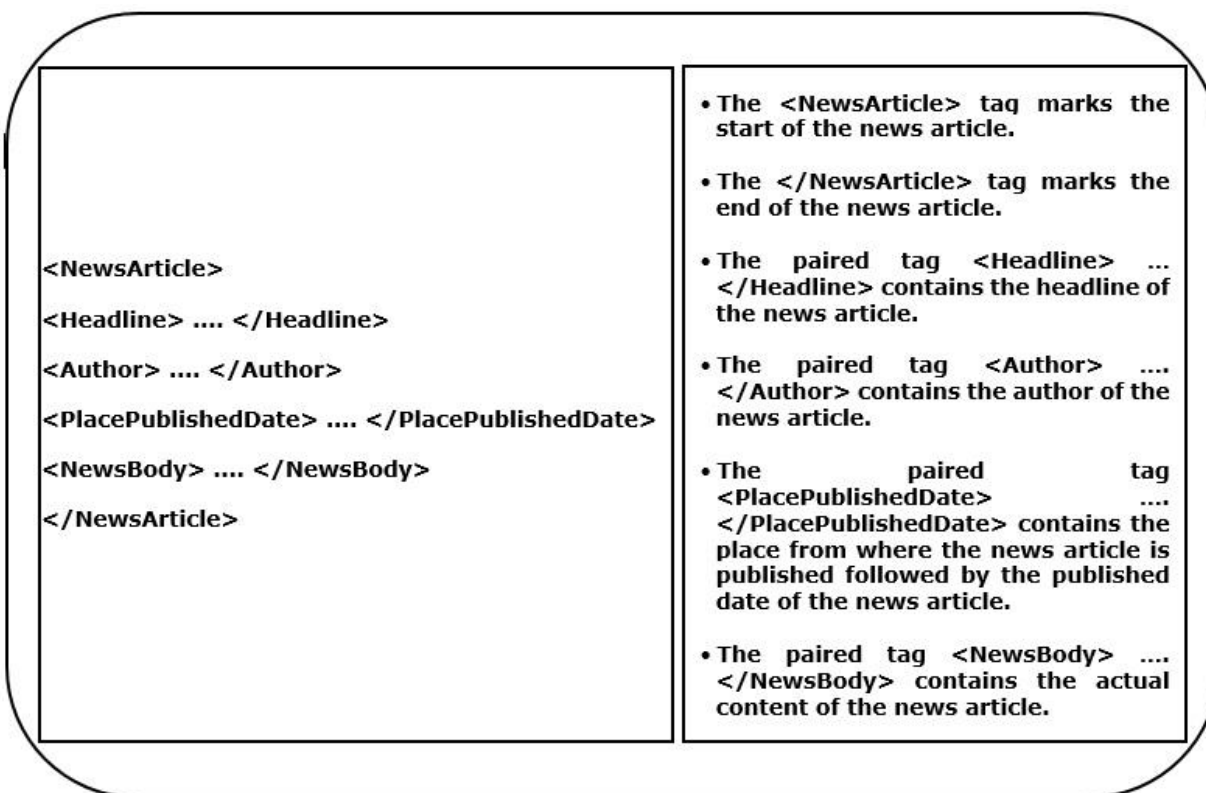 <NewsArticle>
<Headline> .... </Headline>
<Author> .... </Author>
<PlacePublishedDate> .... </PlacePublishedDate>
<NewsBody> .... </NewsBody>
</NewsArticle>
• The <NewsArticle> tag marks the
start of the news article.
• The </NewsArticle> tag marks the
end of the news article.
• The paired tag <Headline> ...
</Headline> contains the headline of
the news article.
• The paired tag <Author> ....
</Author> contains the author of the
news article.
• The paired tag
<PlacePublishedDate> ....
</PlacePublishedDate> contains the
place from where the news article is
published followed by the published
date of the news article.
• The paired tag <NewsBody> ....
</NewsBody> contains the actual
content of the news article.